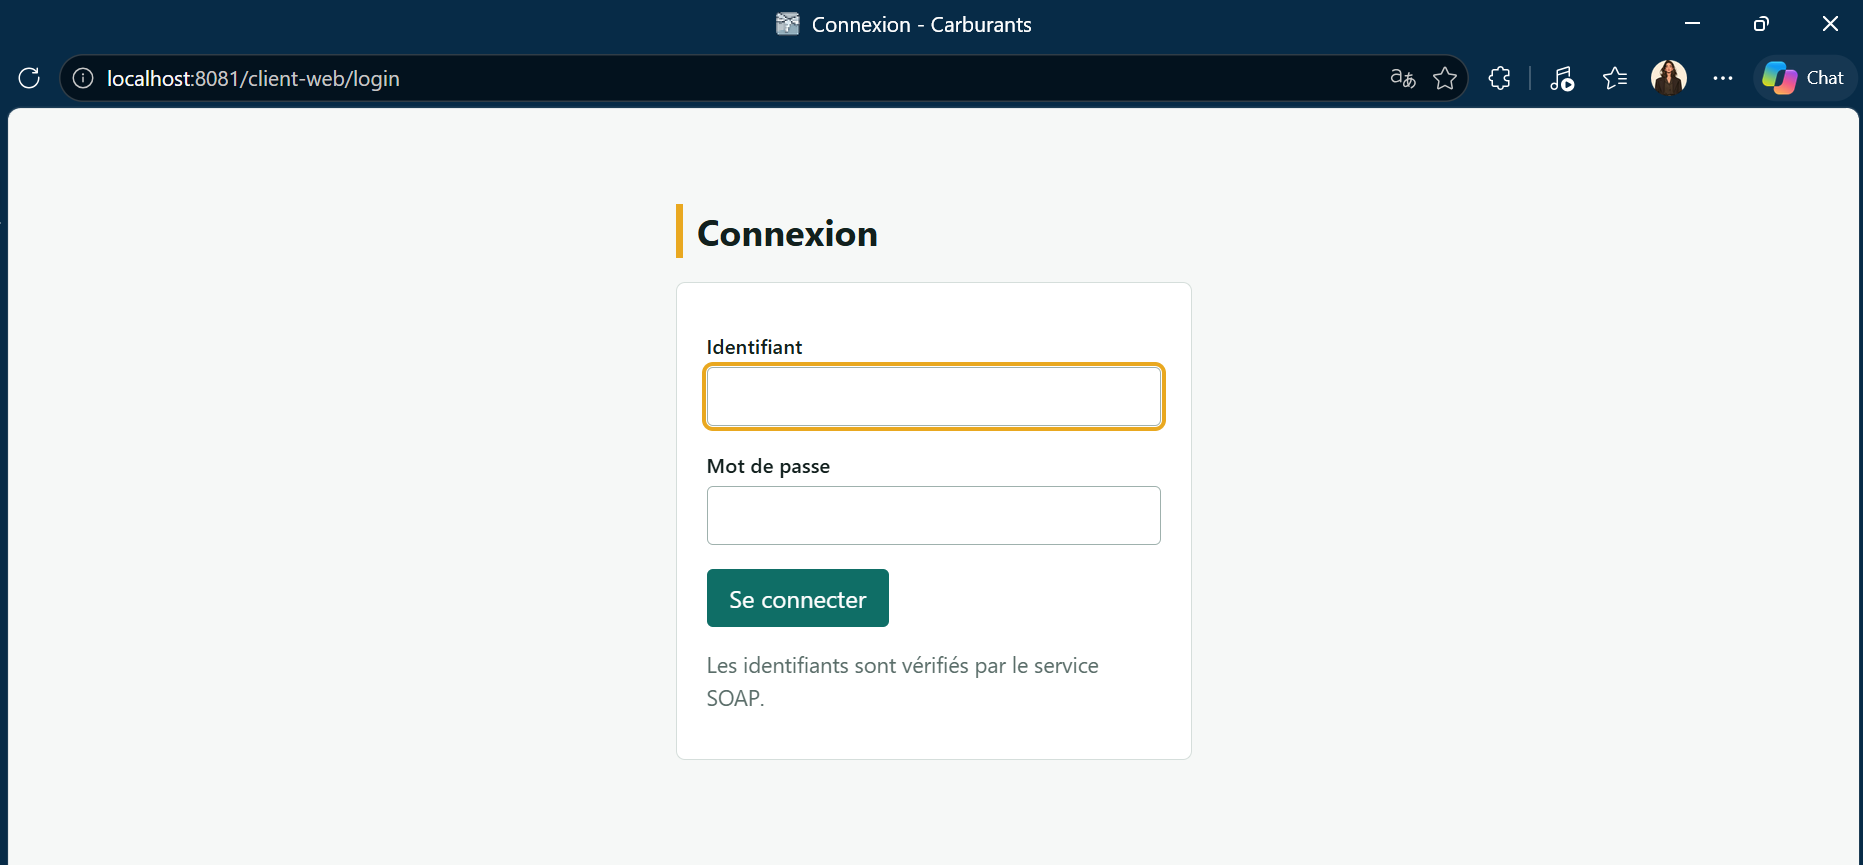 Connexion - Carburants
localhost:8081/client-web/login
Chat
Connexion
Identifiant
Mot de passe
Se connecter
Les identifiants sont vérifiés par le service
SOAP.